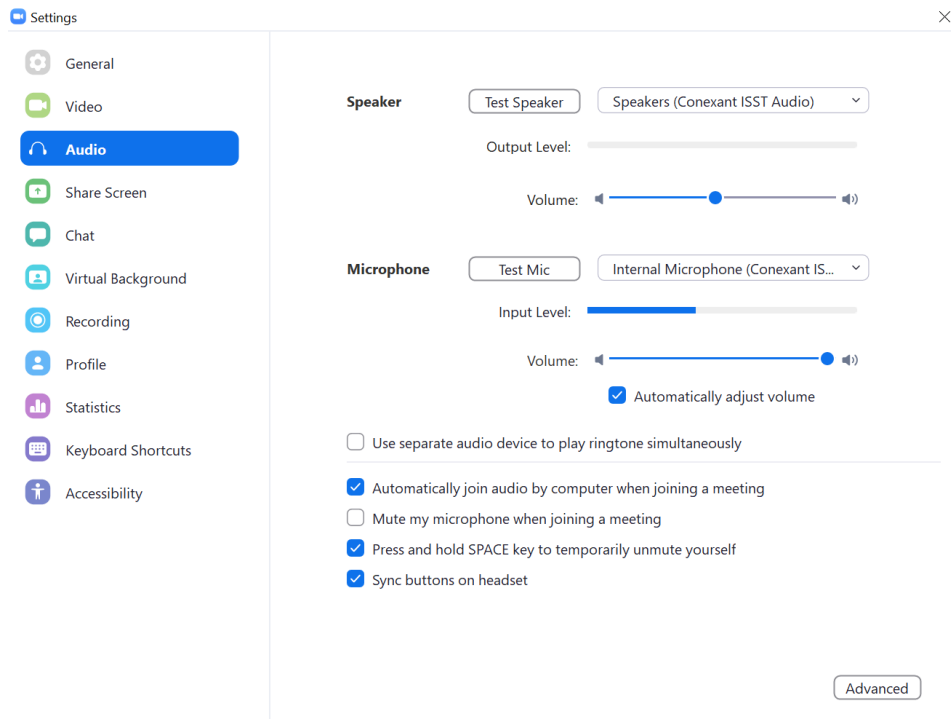 Settings
General
Video
Audio
Share Screen
Chat
Virtual Background
Recording
Profile
Statistics
Keyboard Shortcuts
Accessibility
Speaker Test Speaker Speakers (Conexant ISST Audio)
Output Level:
Volume:
Microphone Test Mic Internal Microphone (Conexant IS...
Input Level:
Volume:
Automatically adjust volume
Use separate audio device to play ringtone simultaneously
Automatically join audio by computer when joining a meeting
Mute my microphone when joining a meeting
Press and hold SPACE key to temporarily unmute yourself
Sync buttons on headset
Advanced